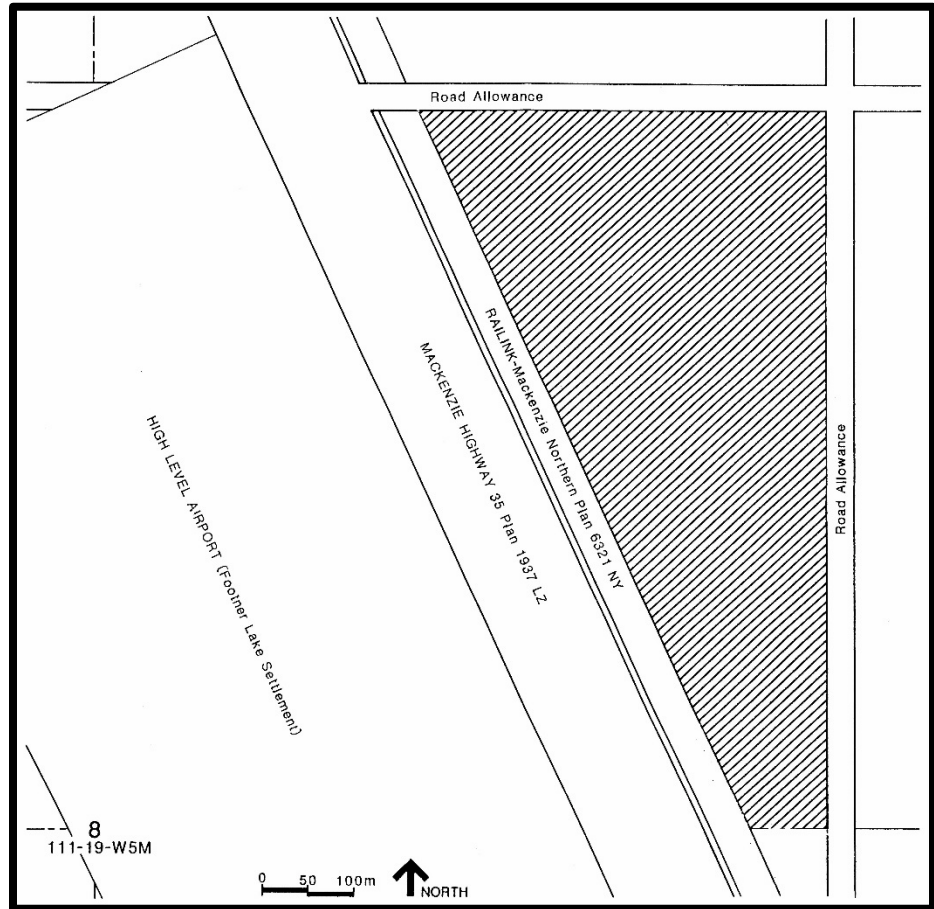 Road Allowance
RAILINK-Mackenzie Northern Plan 6321 NY
MACKENZIE HIGHWAY 35 Plan 1937 LZ
HIGH LEVEL AIRPORT (Footner Lake Settlement)
Road Allowance
8
111-19-W5M
0 50 100m
NORTH